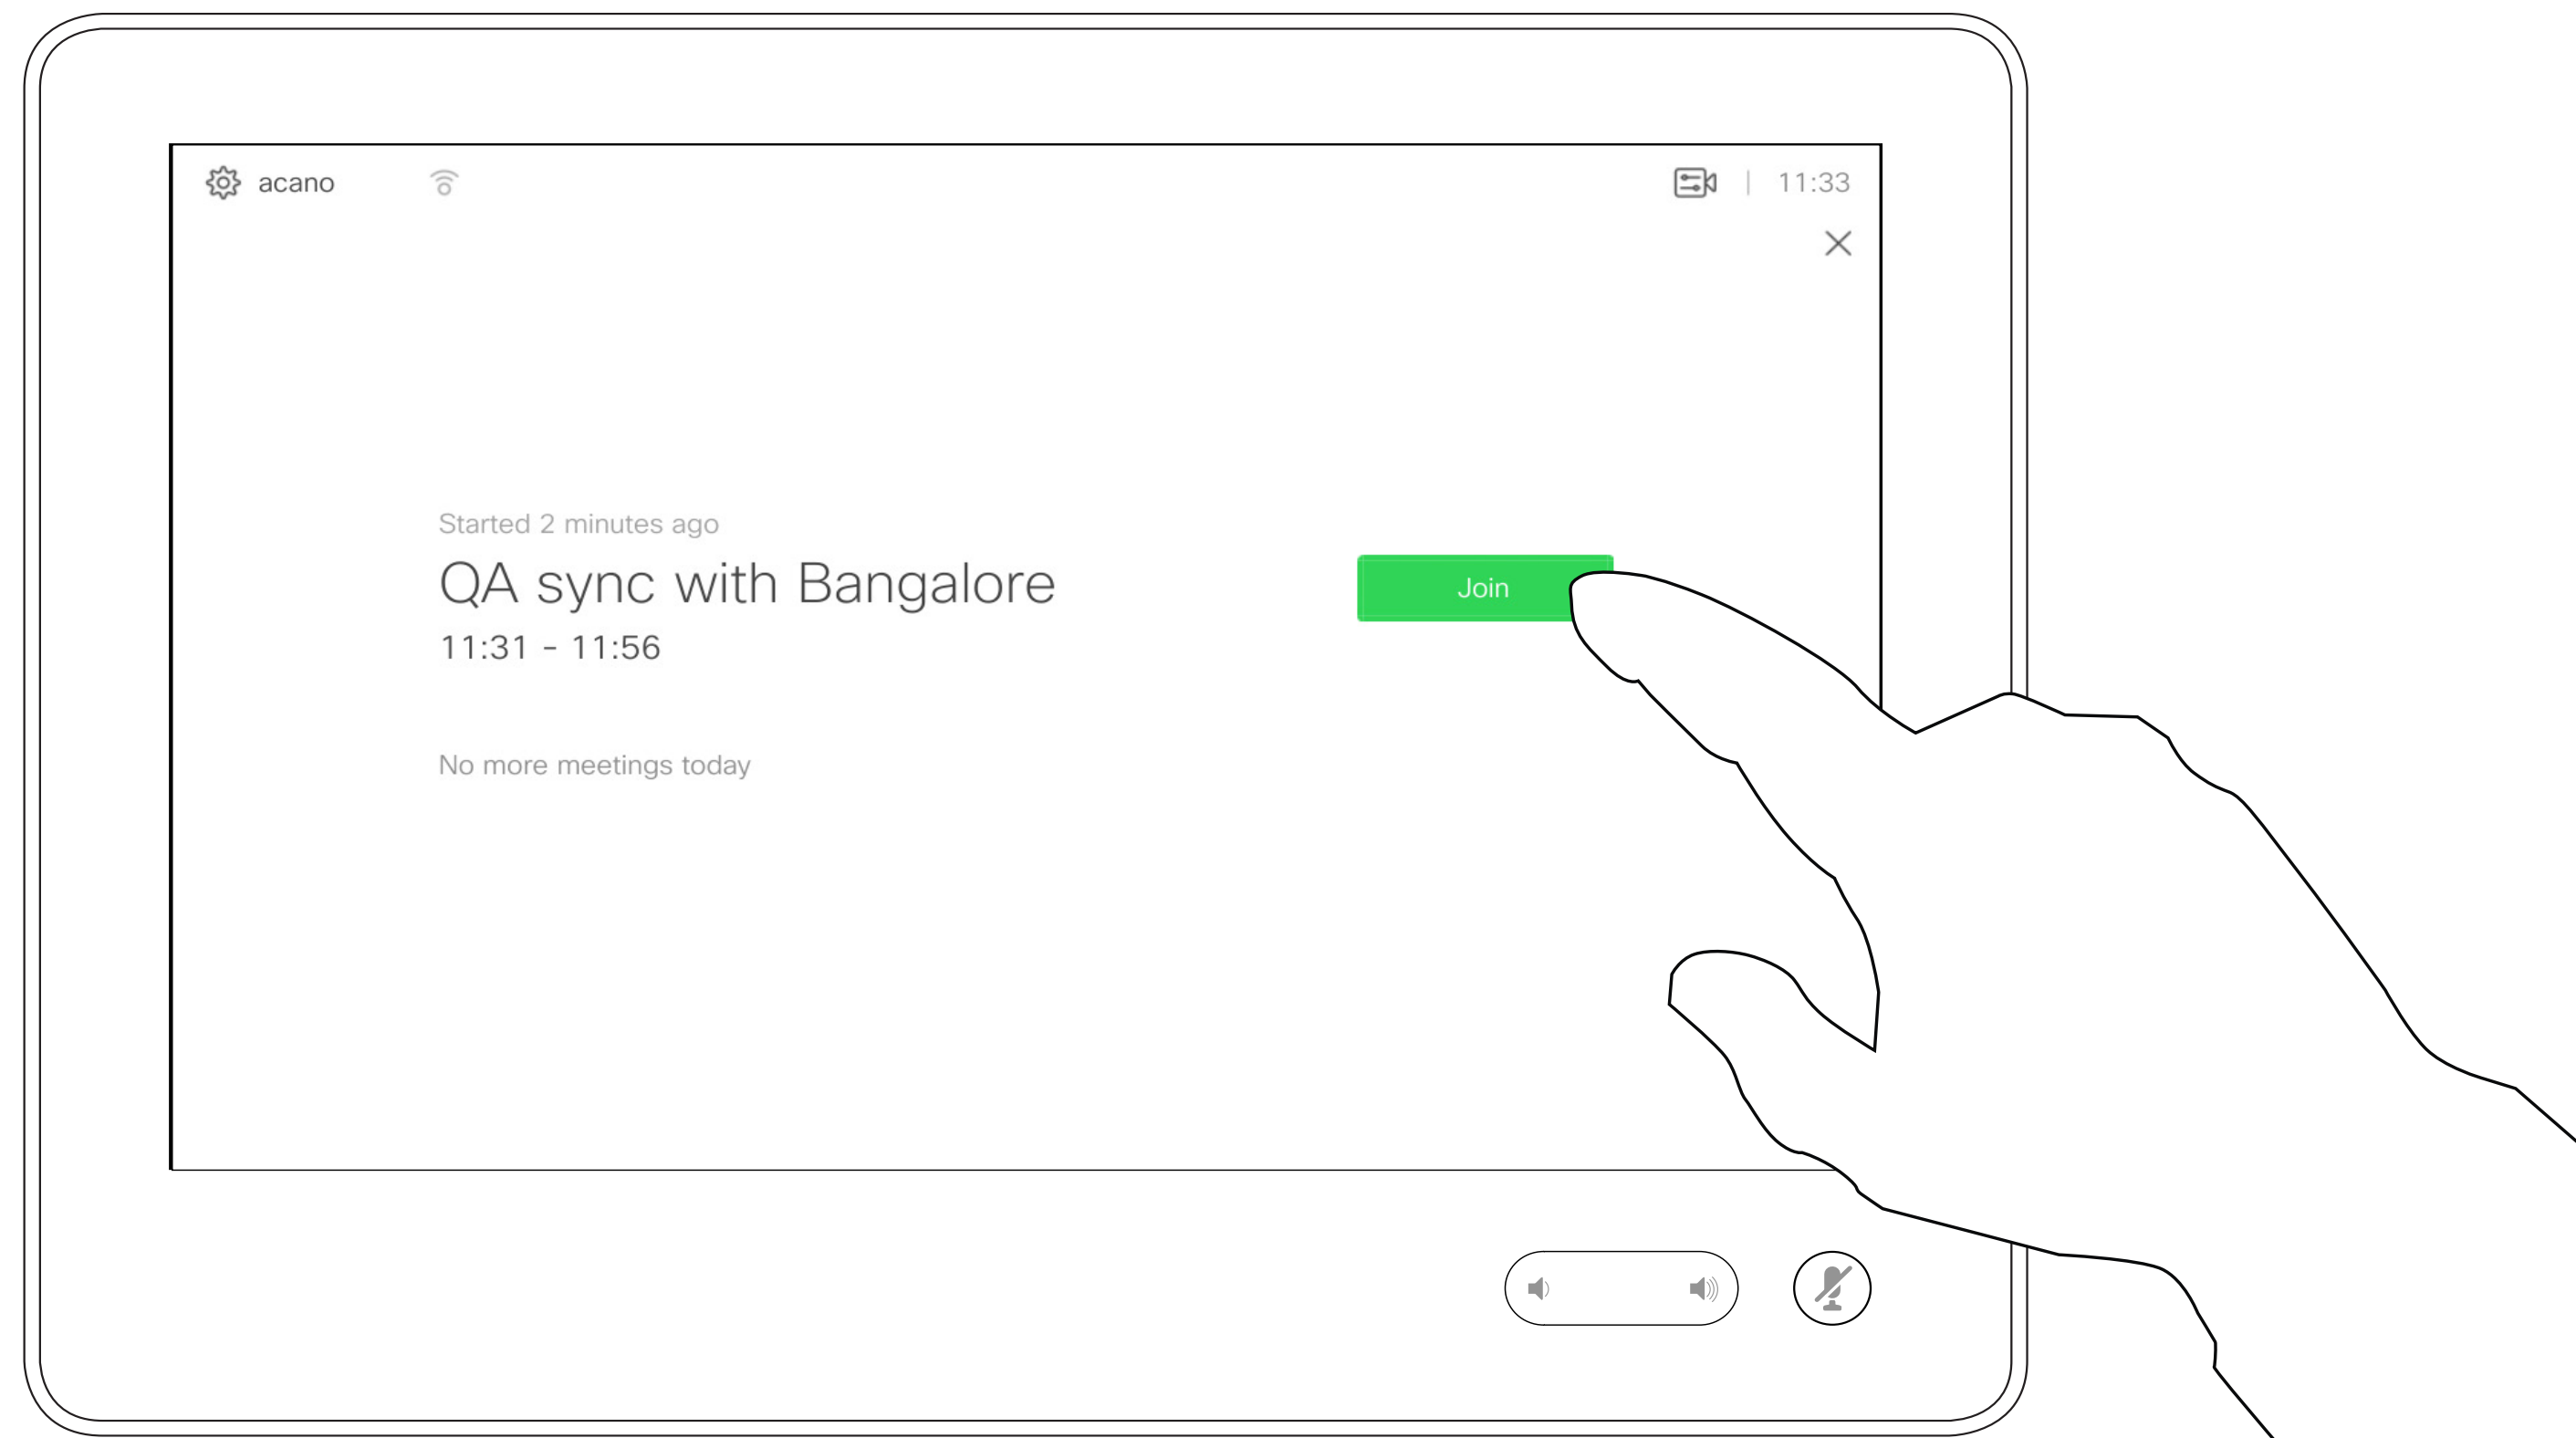 acano
11:33
Started 2 minutes ago
QA sync with Bangalore
11:31 - 11:56
Join
No more meetings today